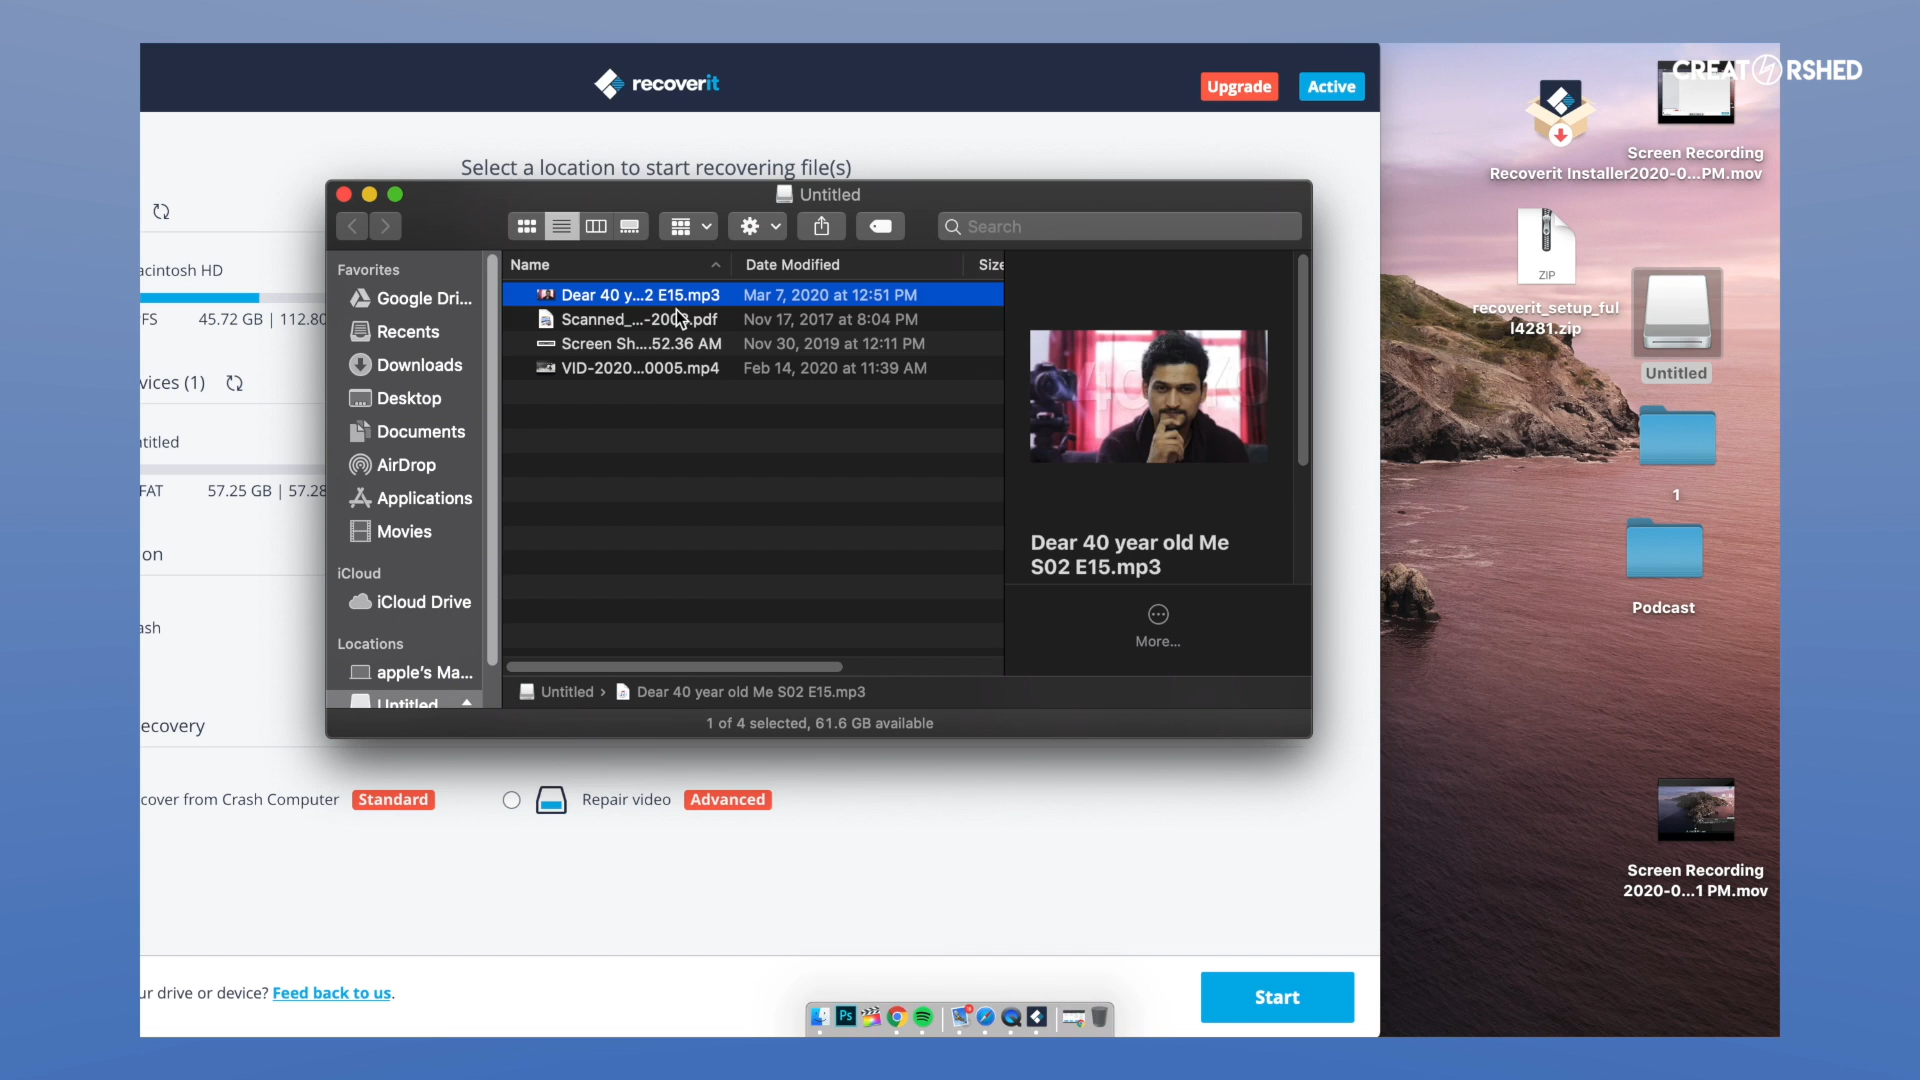 CREATORSHED
recoverit
Upgrade
Active
Select a location to start recovering file(s)
acintosh HD
FS 45.72 GB | 112.80
vices (1)
ntitled
FAT 57.25 GB | 57.28
on
ash
ecovery
cover from Crash Computer Standard
Repair video Advanced
ur drive or device? Feed back to us.
Start
Untitled
Search
Favorites
Google Dri...
Recents
Downloads
Desktop
Documents
AirDrop
Applications
Movies
iCloud
iCloud Drive
Locations
apple's Ma...
Untitled
Name Date Modified Size
Dear 40 y...2 E15.mp3 Mar 7, 2020 at 12:51 PM
Scanned_...-2003.pdf Nov 17, 2017 at 8:04 PM
Screen Sh....52.36 AM Nov 30, 2019 at 12:11 PM
VID-2020...0005.mp4 Feb 14, 2020 at 11:39 AM
Dear 40 year old Me
S02 E15.mp3
More...
Untitled › Dear 40 year old Me S02 E15.mp3
1 of 4 selected, 61.6 GB available
Recoverit Installer
Screen Recording
2020-0...PM.mov
ZIP
recoverit_setup_ful
l4281.zip
Untitled
1
Podcast
Screen Recording
2020-0...1 PM.mov
Ps